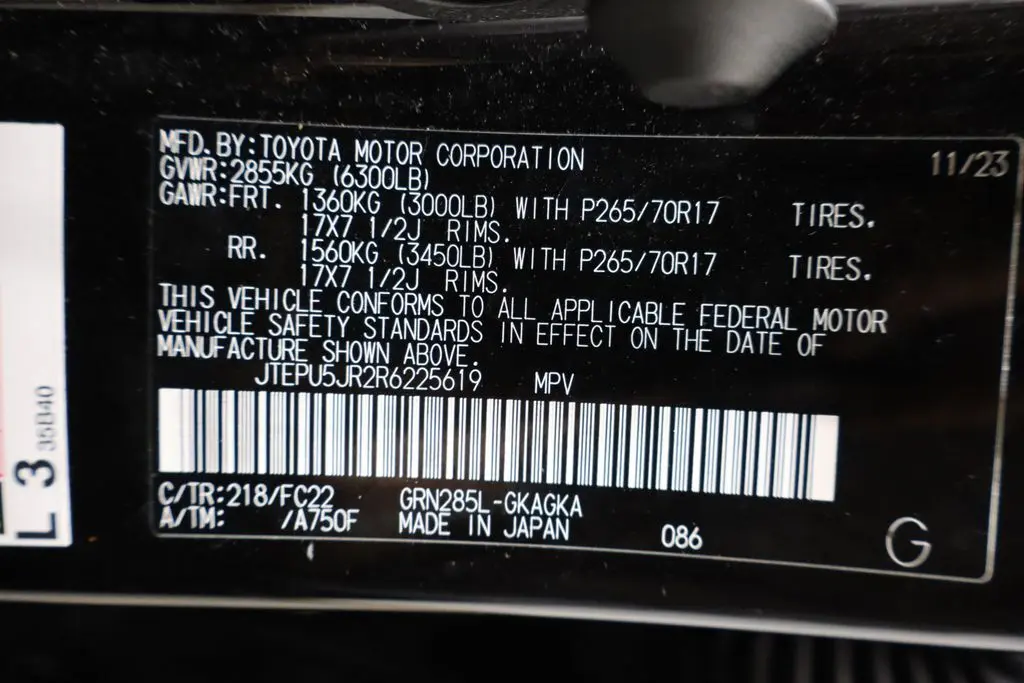 MFD. BY: TOYOTA MOTOR CORPORATION 11/23
GVWR: 2855KG (6300LB)
GAWR: FRT. 1360KG (3000LB) WITH P265/70R17 TIRES.
17X7 1/2J RIMS.
RR. 1560KG (3450LB) WITH P265/70R17 TIRES.
17X7 1/2J RIMS.
THIS VEHICLE CONFORMS TO ALL APPLICABLE FEDERAL MOTOR
VEHICLE SAFETY STANDARDS IN EFFECT ON THE DATE OF
MANUFACTURE SHOWN ABOVE.
JTEPU5JR2R6225619 MPV
C/TR: 218/FC22 GRN285L-GKAGKA
A/TM: /A750F MADE IN JAPAN 086 G
L 3 35B40